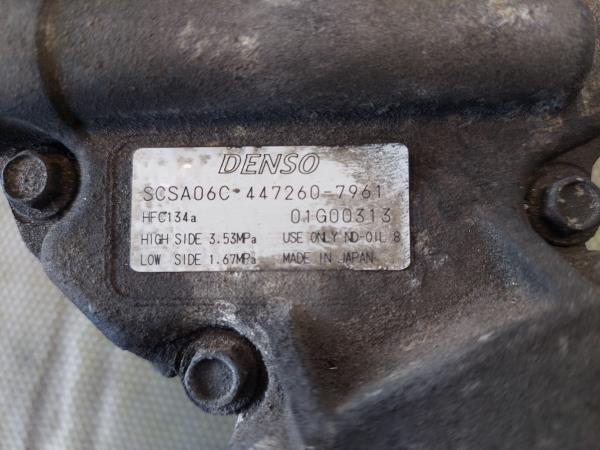 DENSO
SCSA06C 447260-7961
HFC134a 01G00313
HIGH SIDE 3.53MPa USE ONLY ND-OIL 8
LOW SIDE 1.67MPa MADE IN JAPAN